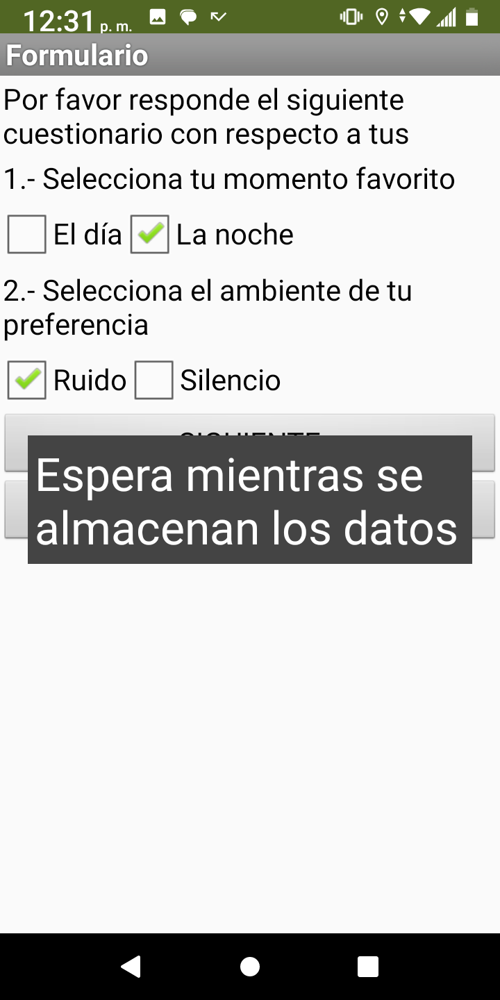 12:31 p. m.
Formulario
Por favor responde el siguiente
cuestionario con respecto a tus
1.- Selecciona tu momento favorito
El día La noche
2.- Selecciona el ambiente de tu
preferencia
Ruido Silencio
SIGUIENTE
Espera mientras se
almacenan los datos